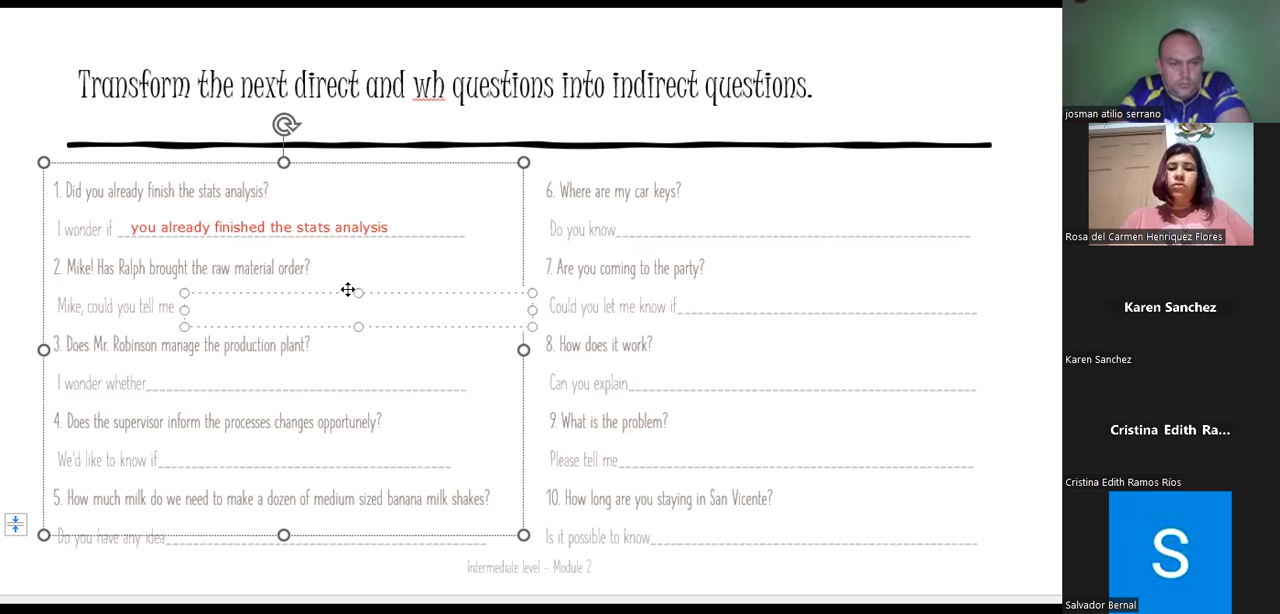 Transform the next direct and wh questions into indirect questions.
1. Did you already finish the stats analysis?
I wonder if you already finished the stats analysis
2. Mike! Has Ralph brought the raw material order?
Mike, could you tell me
3. Does Mr. Robinson manage the production plant?
I wonder whether
4. Does the supervisor inform the processes changes opportunely?
We'd like to know if
5. How much milk do we need to make a dozen of medium sized banana milk shakes?
Do you have any idea
6. Where are my car keys?
Do you know
7. Are you coming to the party?
Could you let me know if
8. How does it work?
Can you explain
9. What is the problem?
Please tell me
10. How long are you staying in San Vicente?
Is it possible to know
intermediate level - Module 2
josman atilio serrano
Rosa del Carmen Henriquez Flores
Karen Sanchez
Karen Sanchez
Cristina Edith Ra...
Cristina Edith Ramos Ríos
S
Salvador Bernal